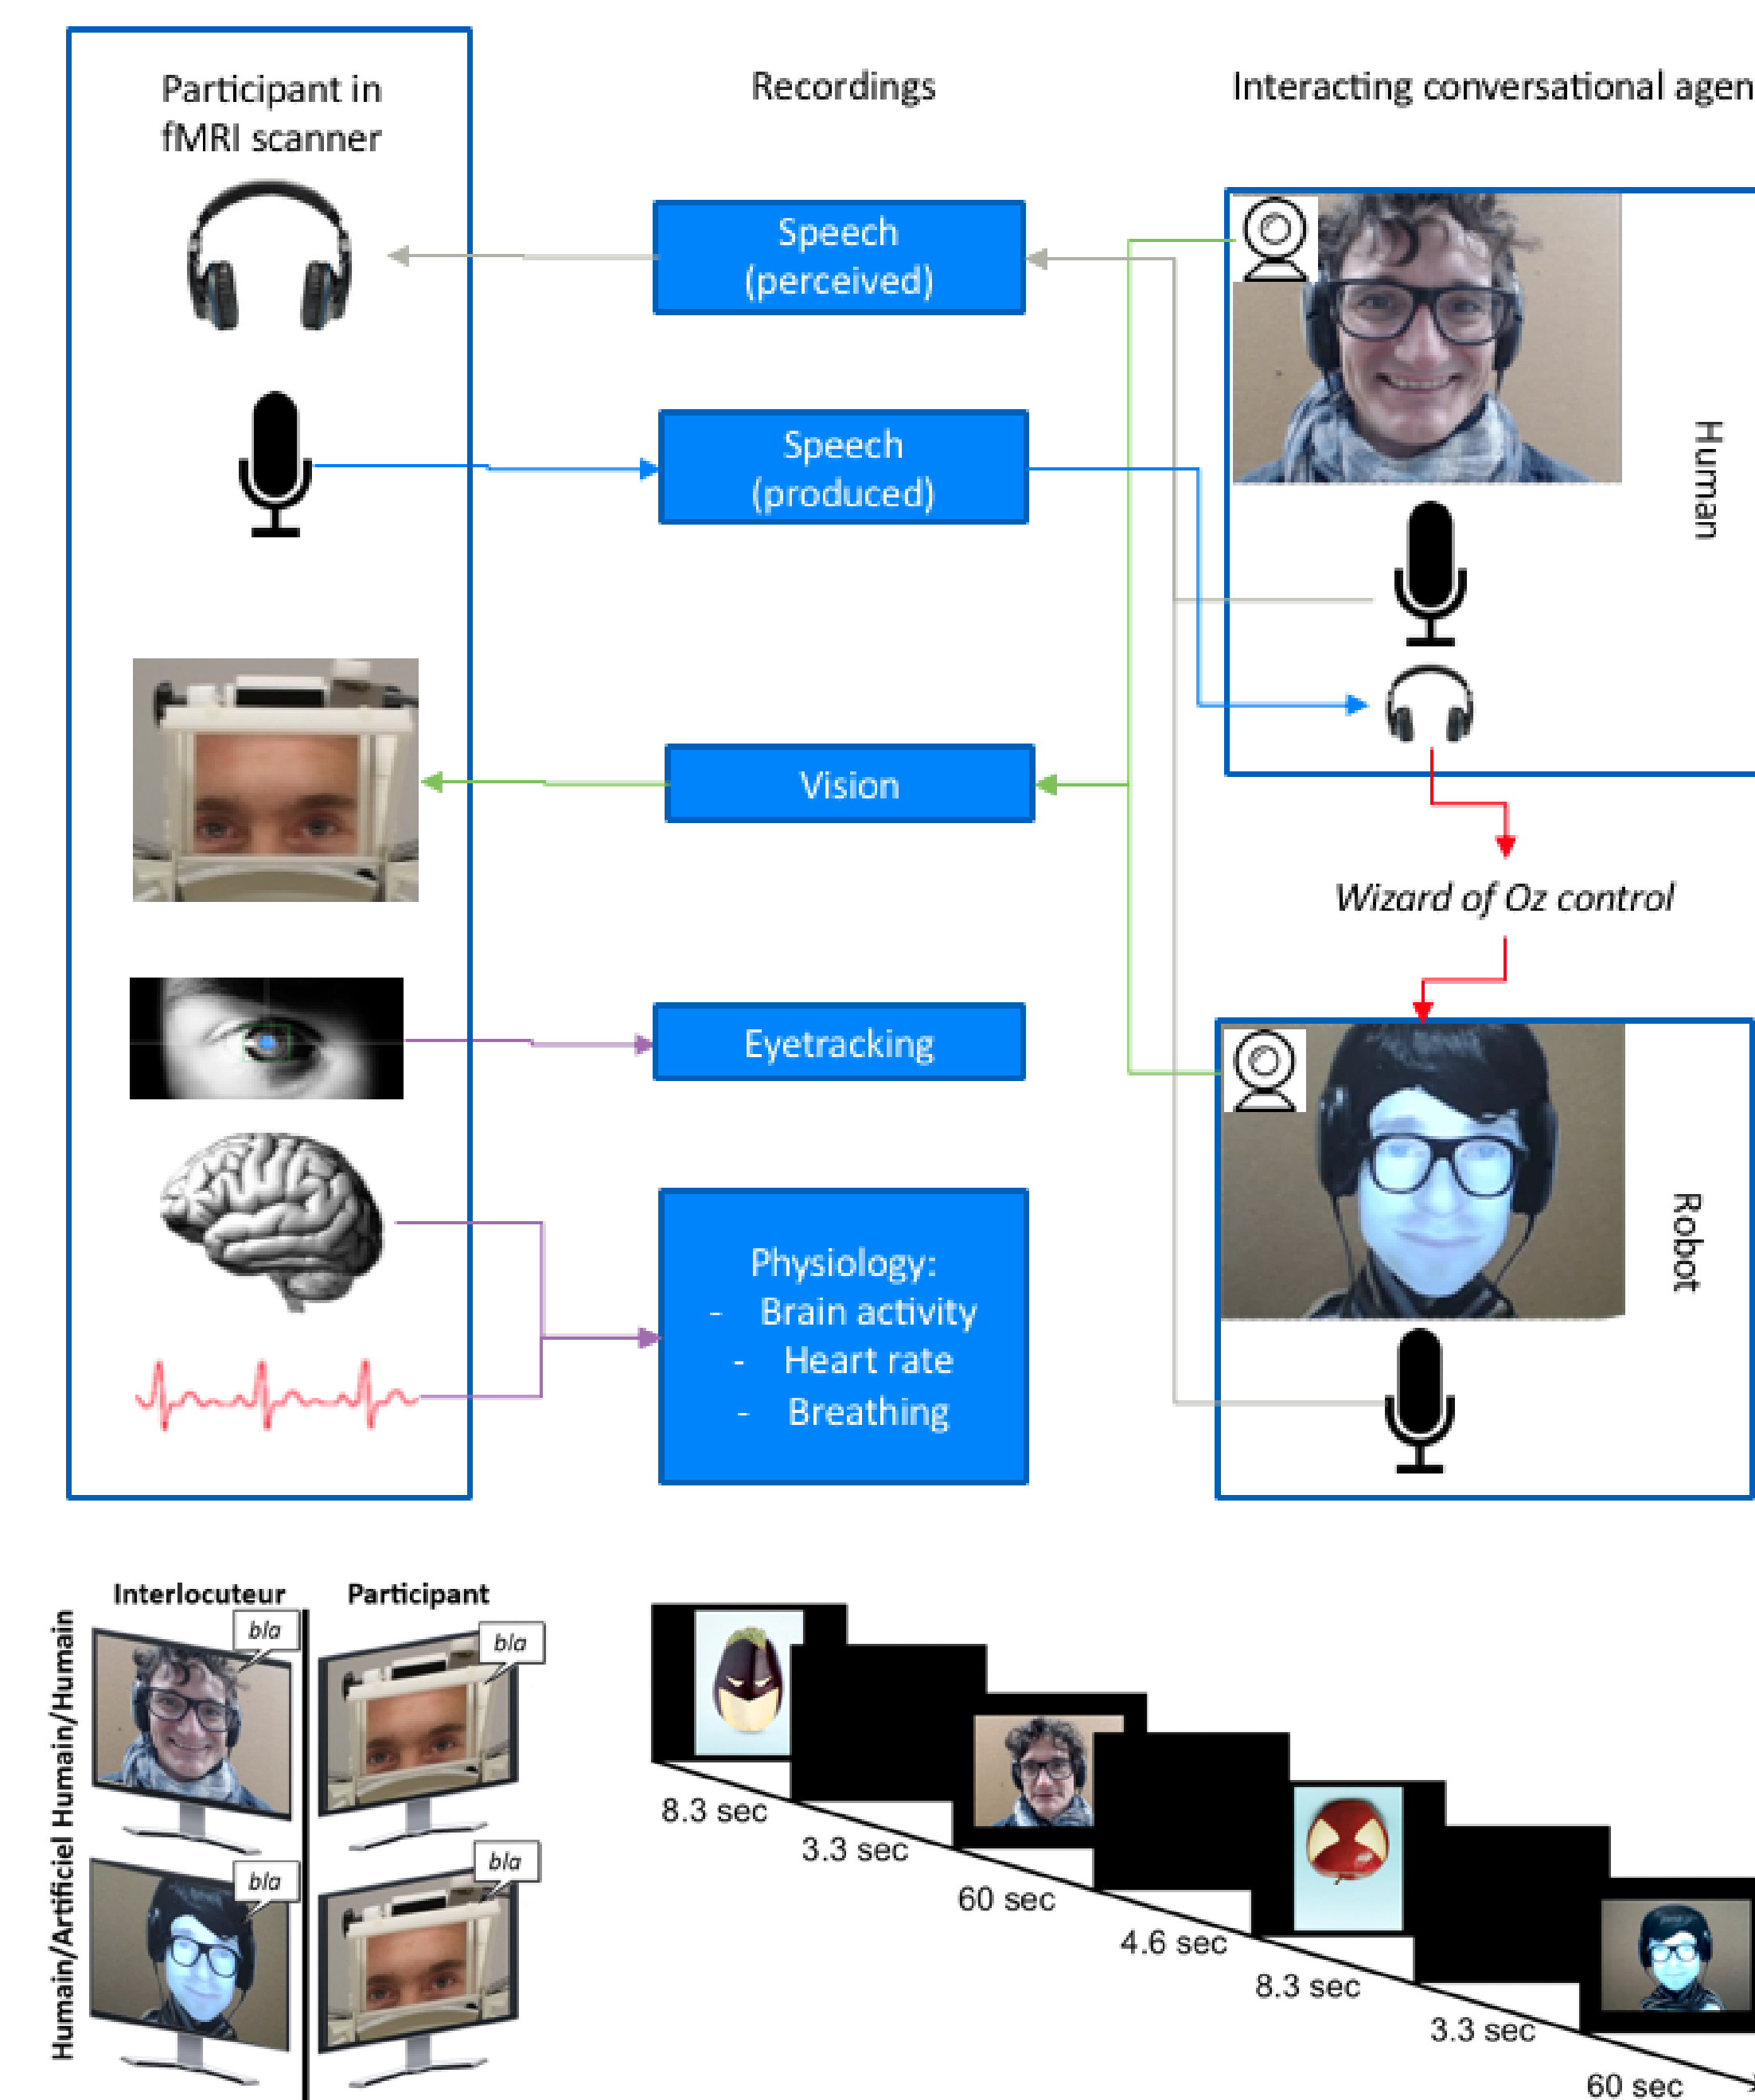 Participant in
fMRI scanner
Recordings
Interacting conversational agen
Speech
(perceived)
Speech
(produced)
Human
Vision
Wizard of Oz control
Eyetracking
Robot
Physiology:
- Brain activity
- Heart rate
- Breathing
Interlocuteur
Participant
Humain/Artificiel Humain/Humain
bla
bla
bla
bla
8.3 sec
3.3 sec
60 sec
4.6 sec
8.3 sec
3.3 sec
60 sec